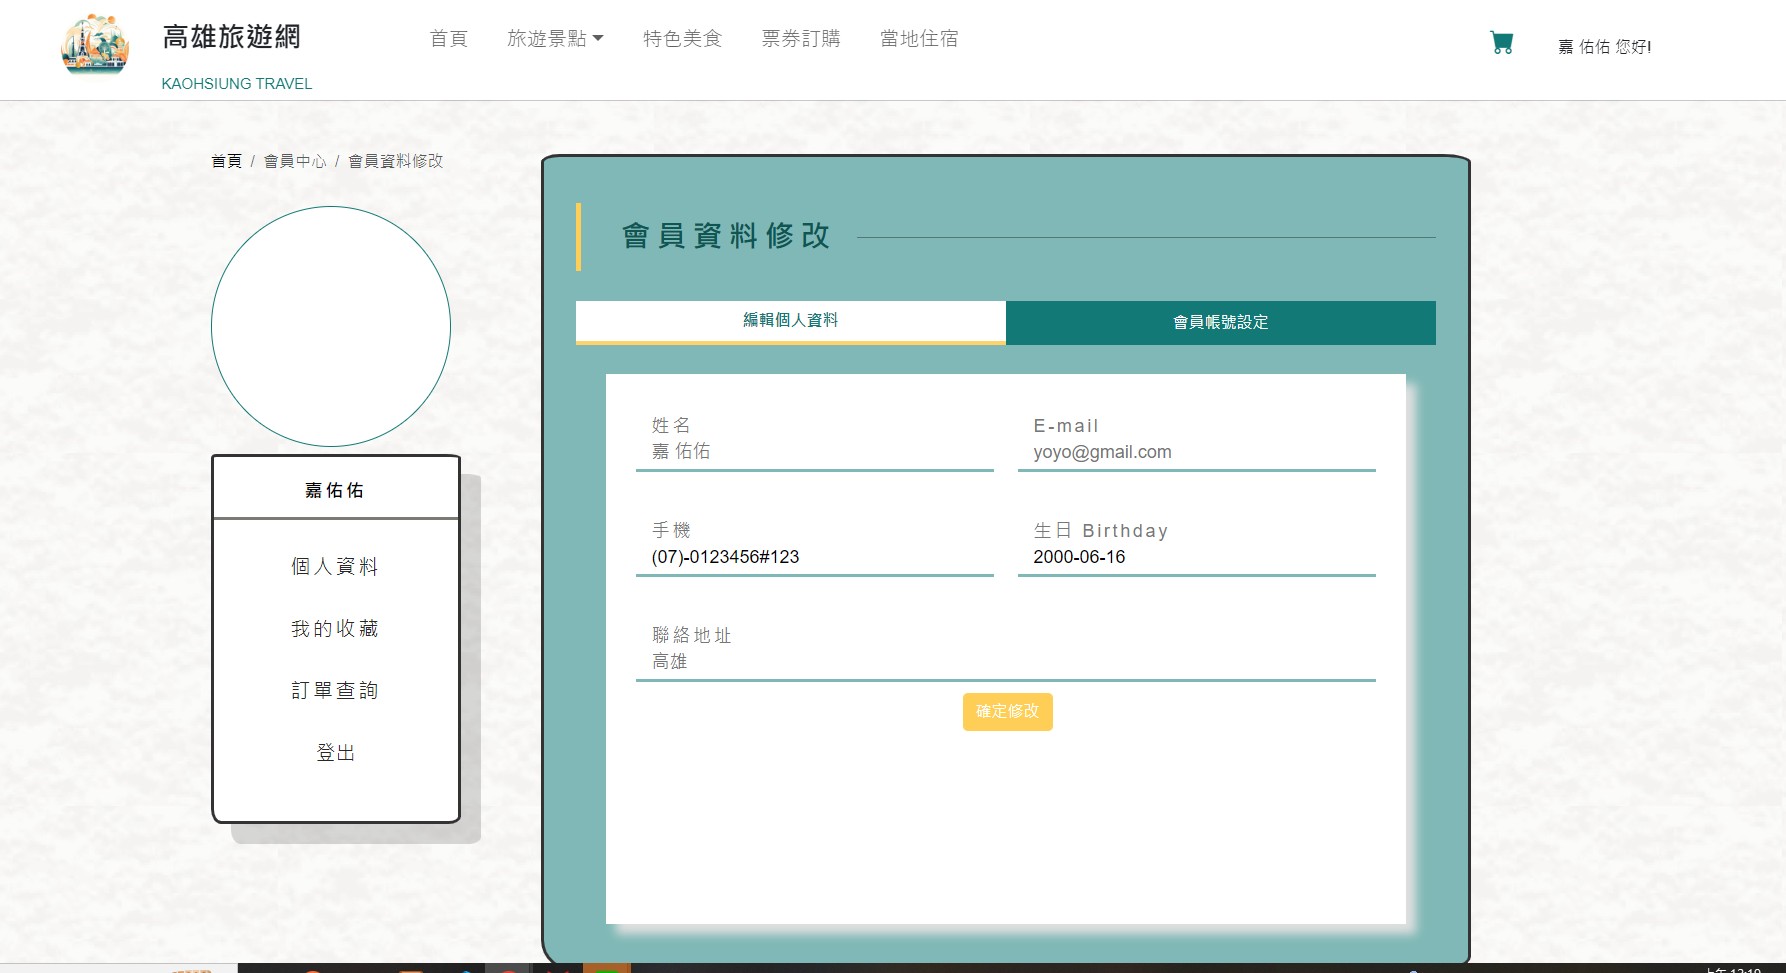 高雄旅遊網
KAOHSIUNG TRAVEL
首頁 旅遊景點 特色美食 票券訂購 當地住宿
嘉 佑佑 您好!
首頁 / 會員中心 / 會員資料修改
嘉佑佑
個人資料
我的收藏
訂單查詢
登出
會員資料修改
編輯個人資料 會員帳號設定
姓名
嘉 佑佑
E-mail
yoyo@gmail.com
手機
(07)-0123456#123
生日 Birthday
2000-06-16
聯絡地址
高雄
確定修改